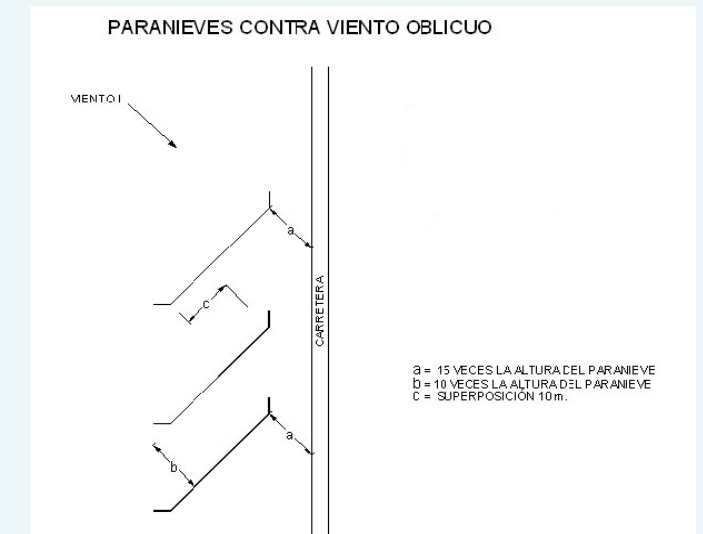 PARANIEVES CONTRA VIENTO OBLICUO
VIENTO I
a
c
CARRETERA
a = 15 VECES LA ALTURA DEL PARANIEVE
b = 10 VECES LA ALTURA DEL PARANIEVE
C = SUPERPOSICIÓN 10 m.
a
b